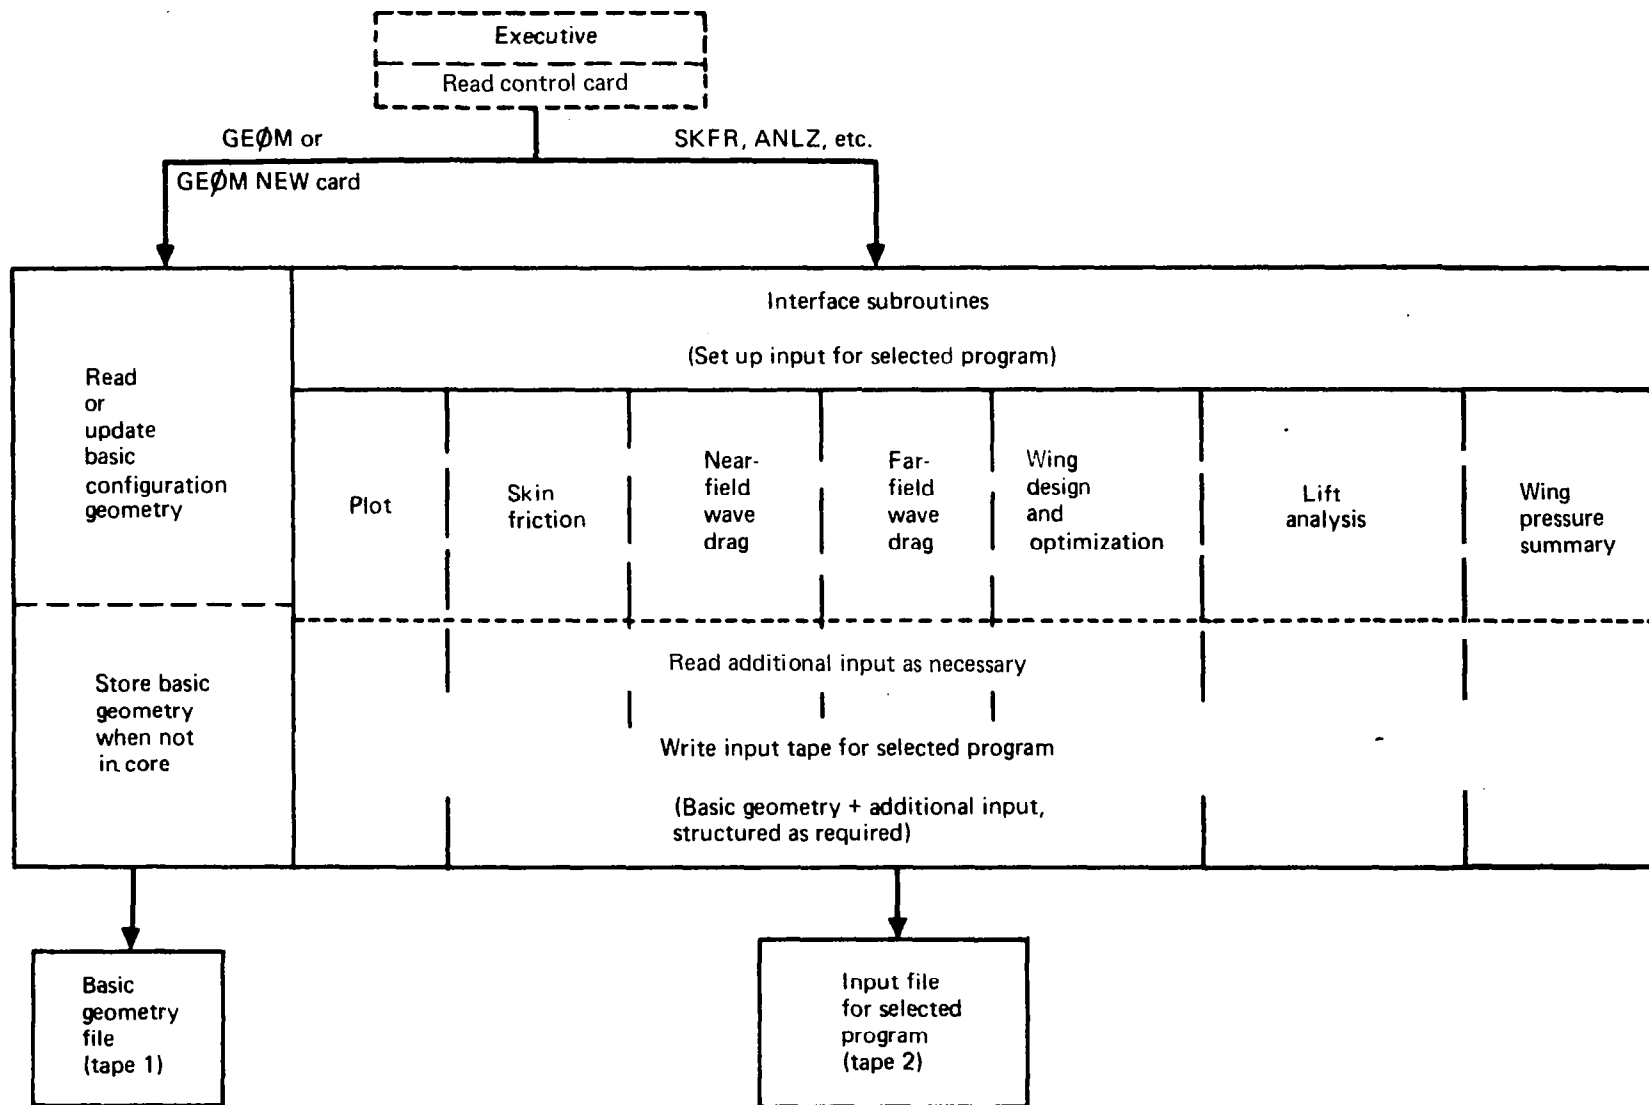 Executive
Read control card
GEØM or
GEØM NEW card
SKFR, ANLZ, etc.
Interface subroutines
(Set up input for selected program)
Read
or
update
basic
configuration
geometry
Plot
Skin
friction
Near-
field
wave
drag
Far-
field
wave
drag
Wing
design
and
optimization
Lift
analysis
Wing
pressure
summary
Store basic
geometry
when not
in core
Read additional input as necessary
Write input tape for selected program
(Basic geometry + additional input,
structured as required)
Basic
geometry
file
(tape 1)
Input file
for selected
program
(tape 2)